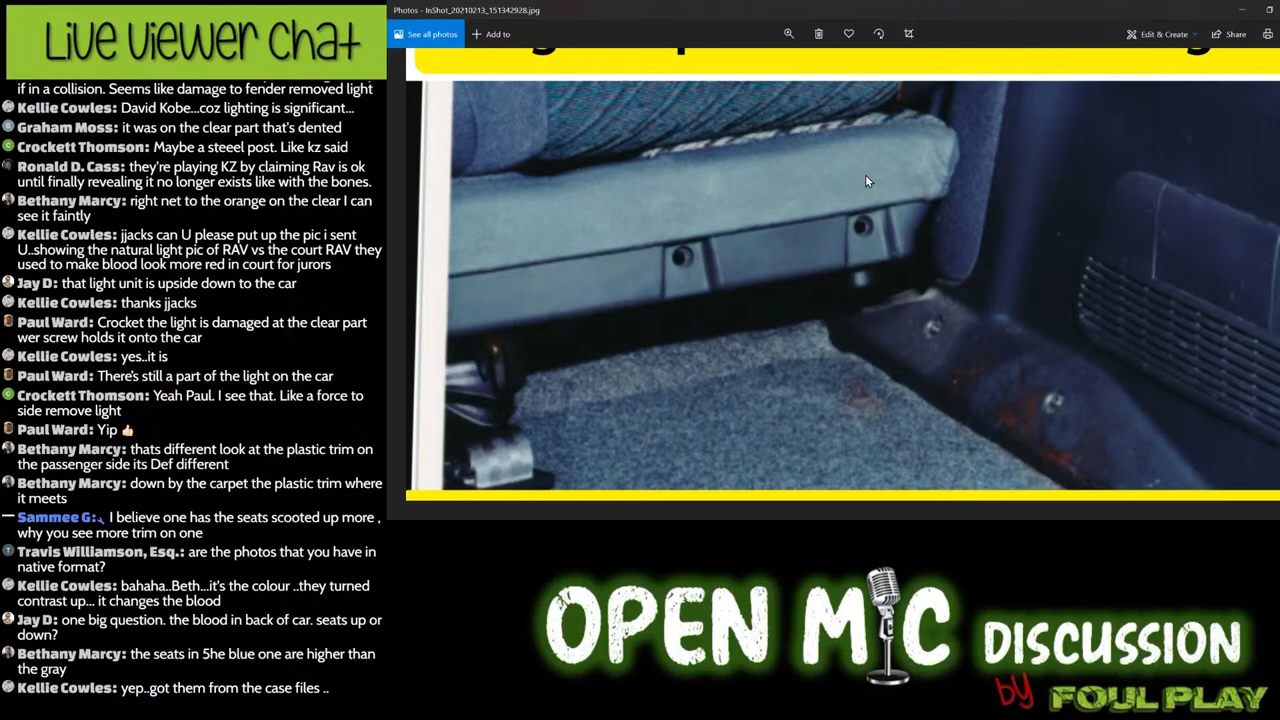 Live Viewer Chat
if in a collision. Seems like damage to fender removed light
Kellie Cowles: David Kobe...coz lighting is significant...
Graham Moss: it was on the clear part that's dented
Crockett Thomson: Maybe a steeel post. Like kz said
Ronald D. Cass: they're playing KZ by claiming Rav is ok
until finally revealing it no longer exists like with the bones.
Bethany Marcy: right net to the orange on the clear I can
see it faintly
Kellie Cowles: jjacks can U please put up the pic i sent
U..showing the natural light pic of RAV vs the court RAV they
used to make blood look more red in court for jurors
Jay D: that light unit is upside down to the car
Kellie Cowles: thanks jjacks
Paul Ward: Crocket the light is damaged at the clear part
wer screw holds it onto the car
Kellie Cowles: yes..it is
Paul Ward: There's still a part of the light on the car
Crockett Thomson: Yeah Paul. I see that. Like a force to
side remove light
Paul Ward: Yip 👍🏻
Bethany Marcy: thats different look at the plastic trim on
the passenger side its Def different
Bethany Marcy: down by the carpet the plastic trim where
it meets
Sammee G: I believe one has the seats scooted up more ,
why you see more trim on one
Travis Williamson, Esq.: are the photos that you have in
native format?
Kellie Cowles: bahaha..Beth...it's the colour ..they turned
contrast up... it changes the blood
Jay D: one big question. the blood in back of car. seats up or
down?
Bethany Marcy: the seats in 5he blue one are higher than
the gray
Kellie Cowles: yep..got them from the case files ..
Photos - InShot_20210213_151342928.jpg
See all photos
Add to
Edit & Create
Share
OPEN MIC DISCUSSION
by FOUL PLAY